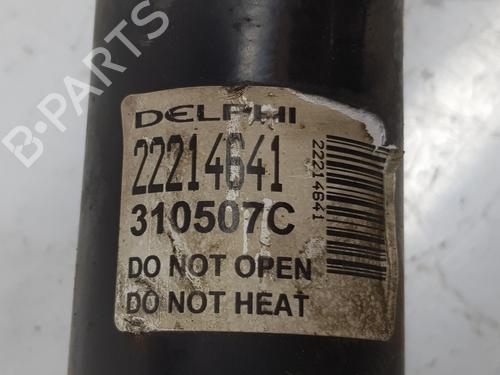 B-PARTS
DELPHI
22214641
310507C
DO NOT OPEN
DO NOT HEAT
22214641